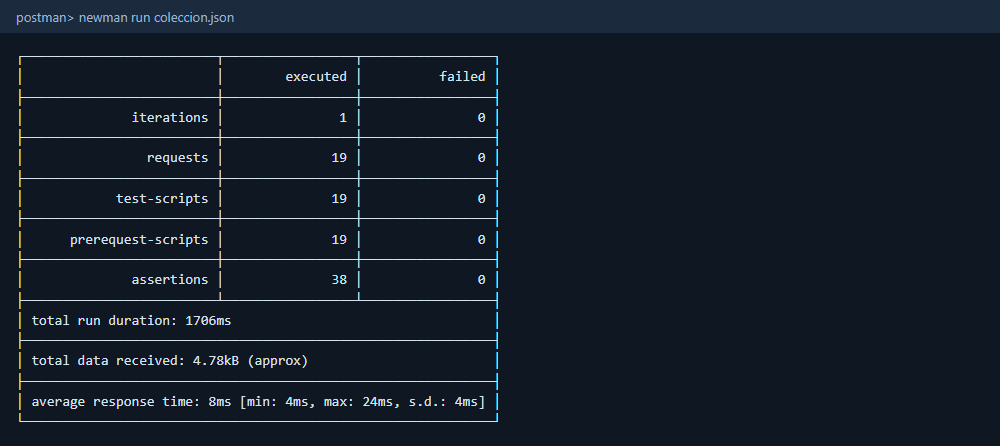 postman> newman run coleccion.json
executed failed
iterations 1 0
requests 19 0
test-scripts 19 0
prerequest-scripts 19 0
assertions 38 0
total run duration: 1706ms
total data received: 4.78kB (approx)
average response time: 8ms [min: 4ms, max: 24ms, s.d.: 4ms]